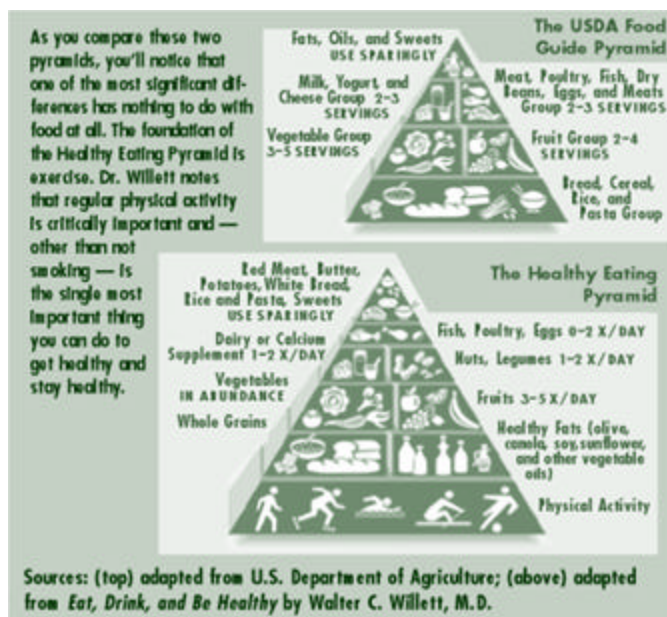 As you compare these two
pyramids, you'll notice that
one of the most significant dif-
ferences has nothing to do with
food at all. The foundation of
the Healthy Eating Pyramid is
exercise. Dr. Willett notes
that regular physical activity
is critically important and —
other than not
smoking — is
the single most
important thing
you can do to
get healthy and
stay healthy.
The USDA Food
Guide Pyramid
Fats, Oils, and Sweets
USE SPARINGLY
Milk, Yogurt, and
Cheese Group 2-3
SERVINGS
Vegetable Group
3-5 SERVINGS
Meat, Poultry, Fish, Dry
Beans, Eggs, and Meats
Group 2-3 SERVINGS
Fruit Group 2-4
SERVINGS
Bread, Cereal,
Rice, and
Pasta Group
The Healthy Eating
Pyramid
Red Meat, Butter,
Potatoes, White Bread,
Rice and Pasta, Sweets
USE SPARINGLY
Dairy or Calcium
Supplement 1-2 X/DAY
Vegetables
IN ABUNDANCE
Whole Grains
Fish, Poultry, Eggs 0-2 X/DAY
Nuts, Legumes 1-2 X/DAY
Fruits 3-5 X/DAY
Healthy Fats (olive,
canola, soy, sunflower,
and other vegetable
oils)
Physical Activity
Sources: (top) adapted from U.S. Department of Agriculture; (above) adapted
from Eat, Drink, and Be Healthy by Walter C. Willett, M.D.